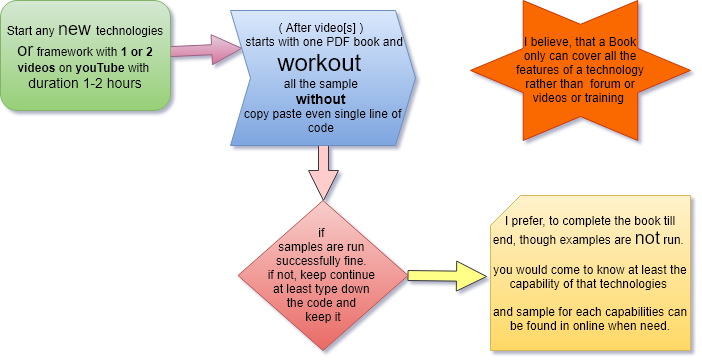 Start any new technologies
Or framework with 1 or 2
videos on youTube with
duration 1-2 hours
( After video[s] )
starts with one PDF book and
workout
all the sample
without
copy paste even single line of
code
I believe, that a Book
only can cover all the
features of a technology
rather than forum or
videos or training
if
samples are run
successfully fine.
if not, keep continue
at least type down
the code and
keep it
I prefer, to complete the book till
end, though examples are not run.
you would come to know at least the
capability of that technologies
and sample for each capabilities can
be found in online when need.